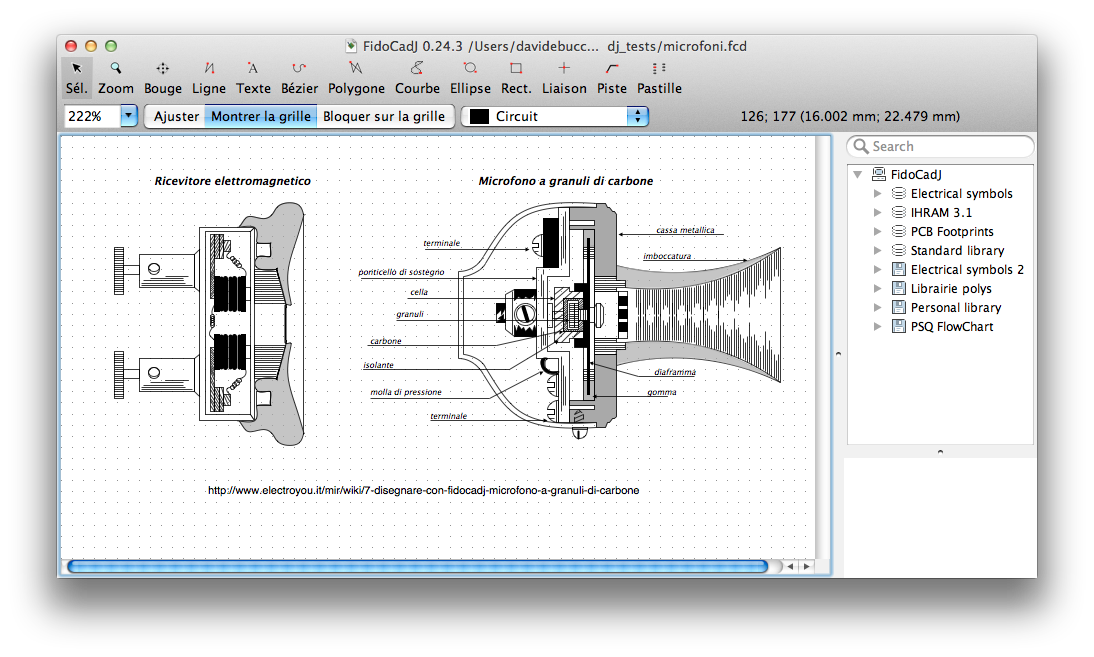 FidoCadJ 0.24.3 /Users/davidebucc... dj_tests/microfoni.fcd
Sél. Zoom Bouge Ligne Texte Bézier Polygone Courbe Ellipse Rect. Liaison Piste Pastille
222% Ajuster Montrer la grille Bloquer sur la grille Circuit 126; 177 (16.002 mm; 22.479 mm)
Ricevitore elettromagnetico
Microfono a granuli di carbone
cassa metallica
terminale
imboccatura
ponticello di sostegno
cella
granuli
carbone
isolante
diaframma
molla di pressione
gomma
terminale
http://www.electroyou.it/mir/wiki/7-disegnare-con-fidocadj-microfono-a-granuli-di-carbone
Search
FidoCadJ
Electrical symbols
IHRAM 3.1
PCB Footprints
Standard library
Electrical symbols 2
Librairie polys
Personal library
PSQ FlowChart